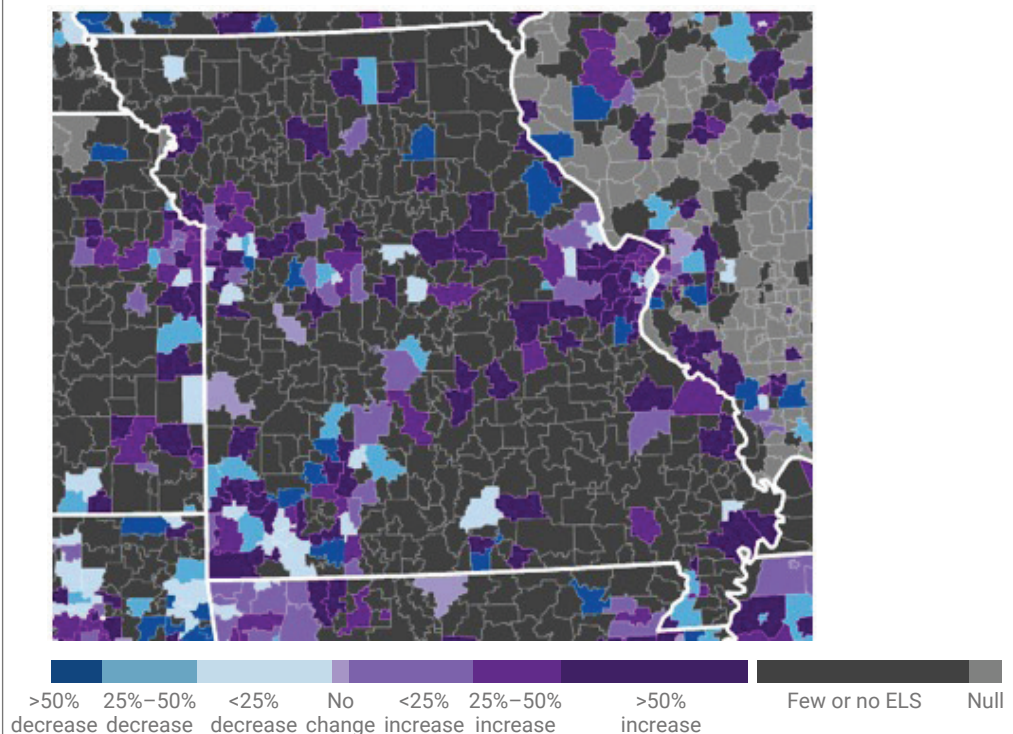 >50% 25%–50% <25% No <25% 25%–50% >50% Few or no ELS Null
decrease decrease decrease change increase increase increase